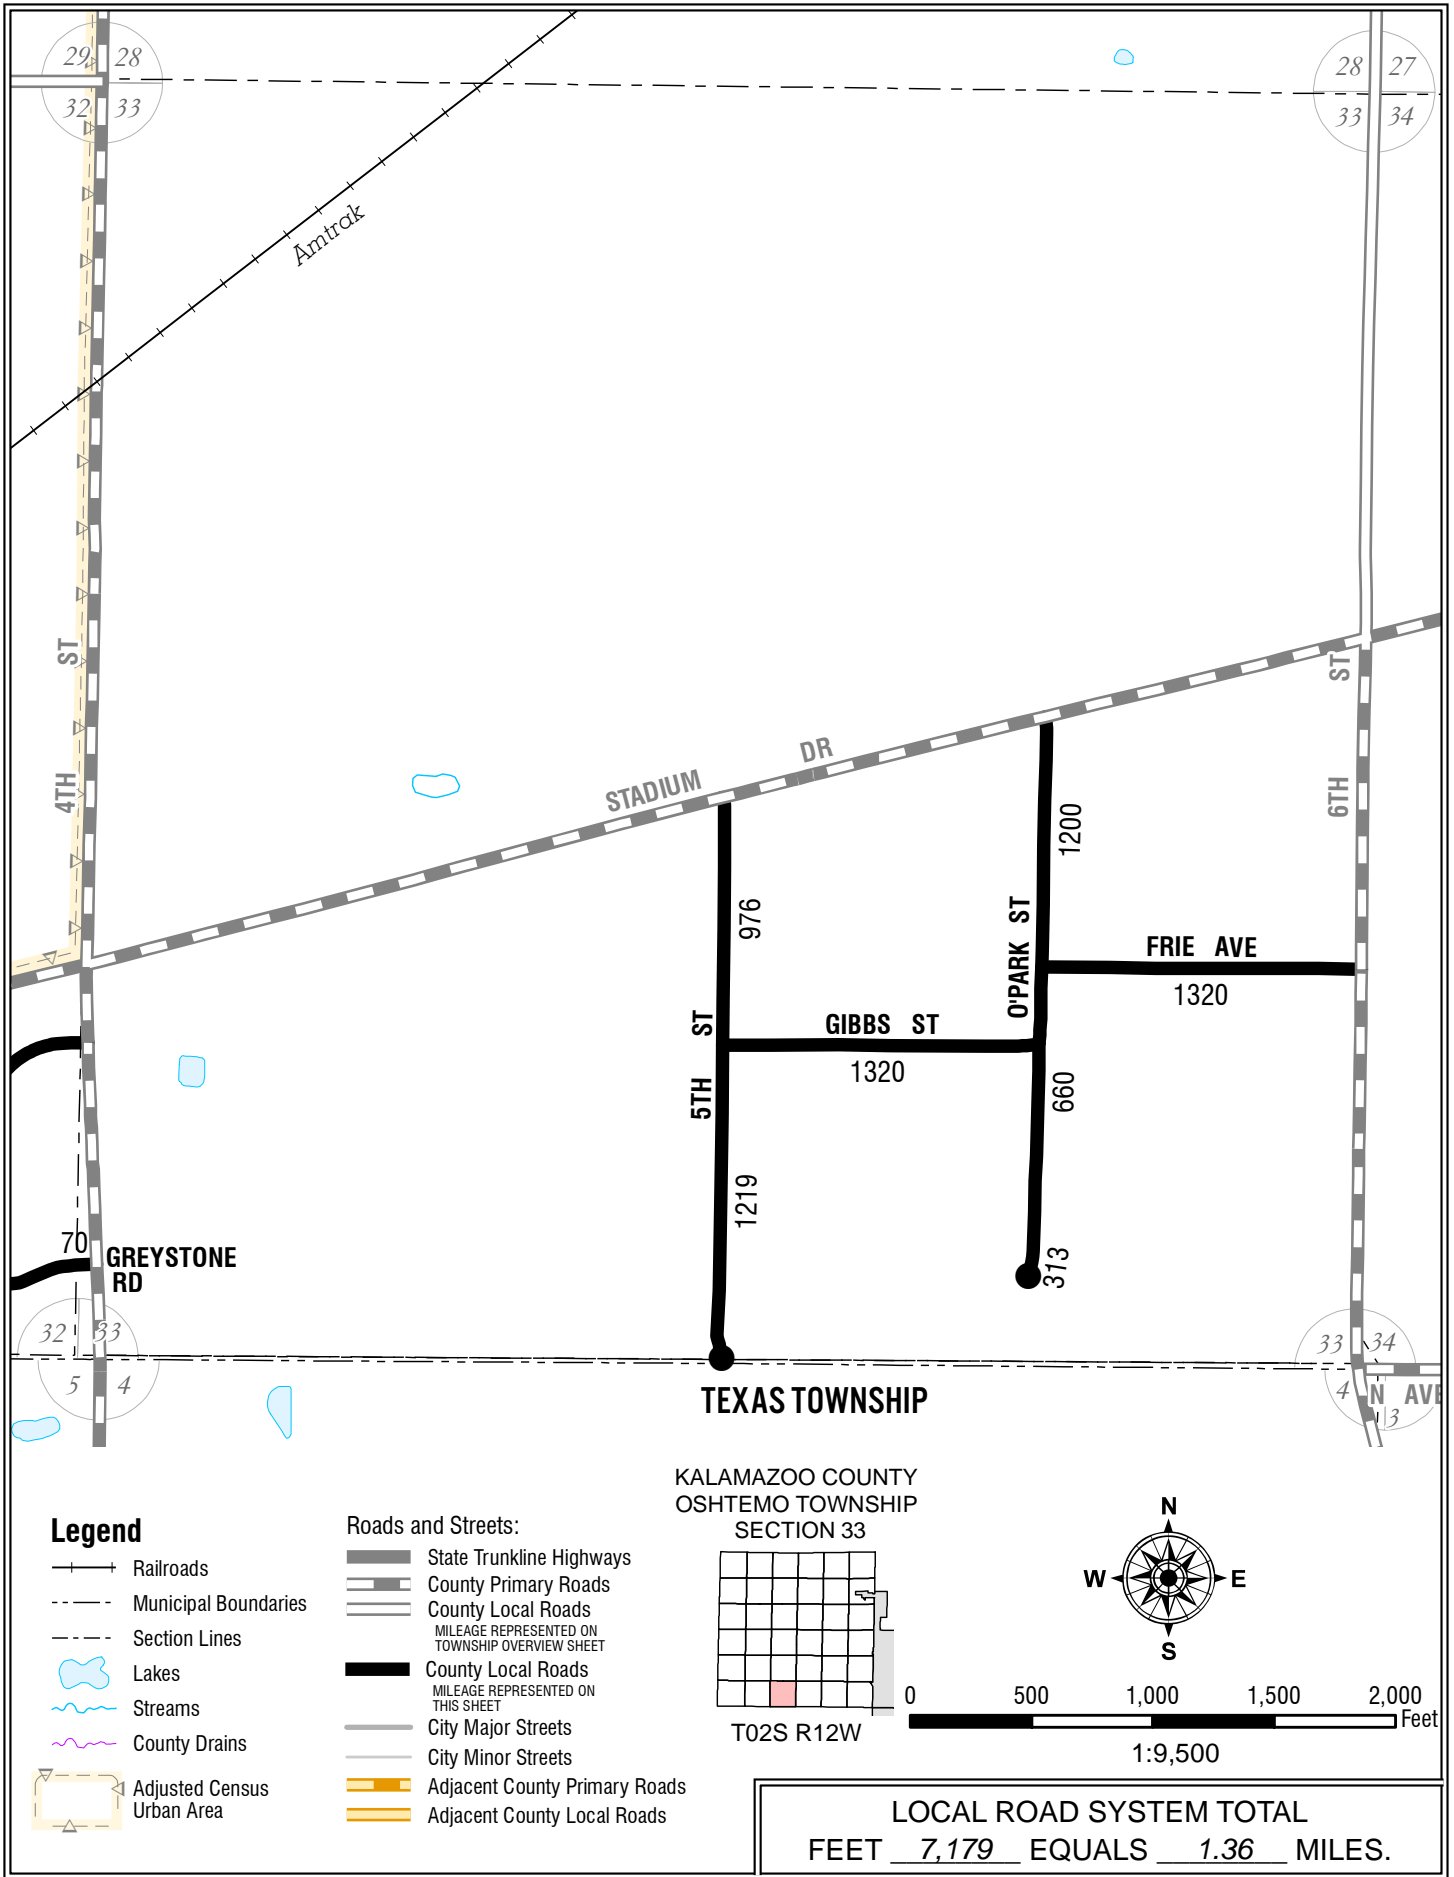 29 28
32 33
28 27
33 34
Amtrak
4TH ST
STADIUM DR
6TH ST
976
1200
O'PARK ST
FRIE AVE
1320
5TH ST
GIBBS ST
1320
660
1219
313
70
GREYSTONE
RD
32 33
5 4
33 34
4 3
N AVE
TEXAS TOWNSHIP
KALAMAZOO COUNTY
OSHTEMO TOWNSHIP
SECTION 33
T02S R12W
Legend
Railroads
Municipal Boundaries
Section Lines
Lakes
Streams
County Drains
Adjusted Census
Urban Area
Roads and Streets:
State Trunkline Highways
County Primary Roads
County Local Roads
MILEAGE REPRESENTED ON
TOWNSHIP OVERVIEW SHEET
County Local Roads
MILEAGE REPRESENTED ON
THIS SHEET
City Major Streets
City Minor Streets
Adjacent County Primary Roads
Adjacent County Local Roads
N
W E
S
0 500 1,000 1,500 2,000
Feet
1:9,500
LOCAL ROAD SYSTEM TOTAL
FEET 7,179 EQUALS 1.36 MILES.